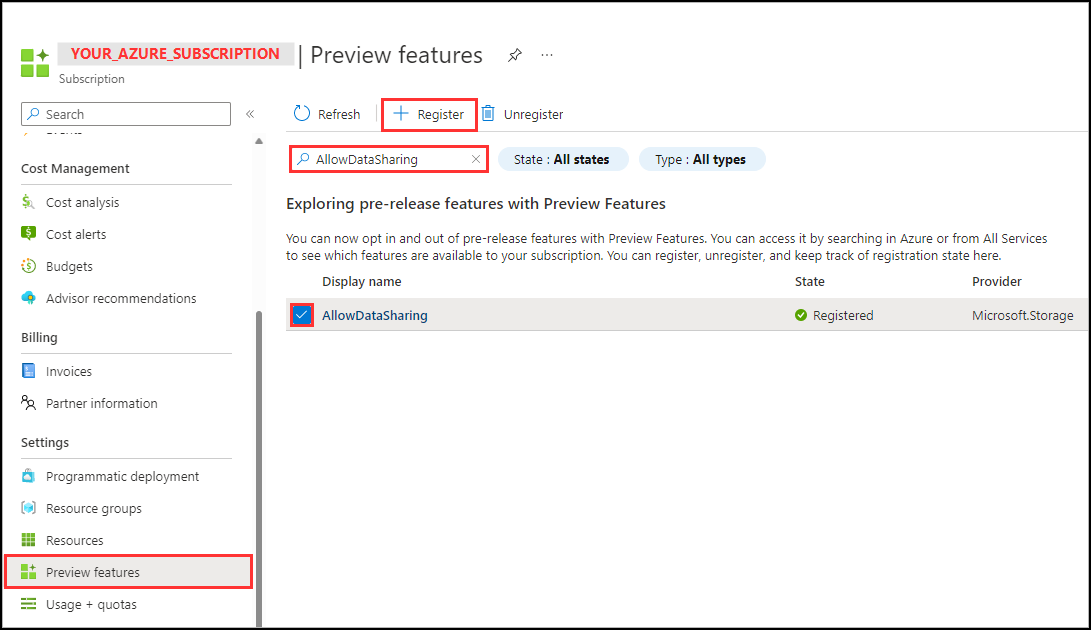 YOUR_AZURE_SUBSCRIPTION | Preview features ...
Subscription
Search «
Cost Management
Cost analysis
Cost alerts
Budgets
Advisor recommendations
Billing
Invoices
Partner information
Settings
Programmatic deployment
Resource groups
Resources
Preview features
Usage + quotas
Refresh + Register Unregister
AllowDataSharing × State : All states Type : All types
Exploring pre-release features with Preview Features
You can now opt in and out of pre-release features with Preview Features. You can access it by searching in Azure or from All Services
to see which features are available to your subscription. You can register, unregister, and keep track of registration state here.
Display name State Provider
AllowDataSharing Registered Microsoft.Storage